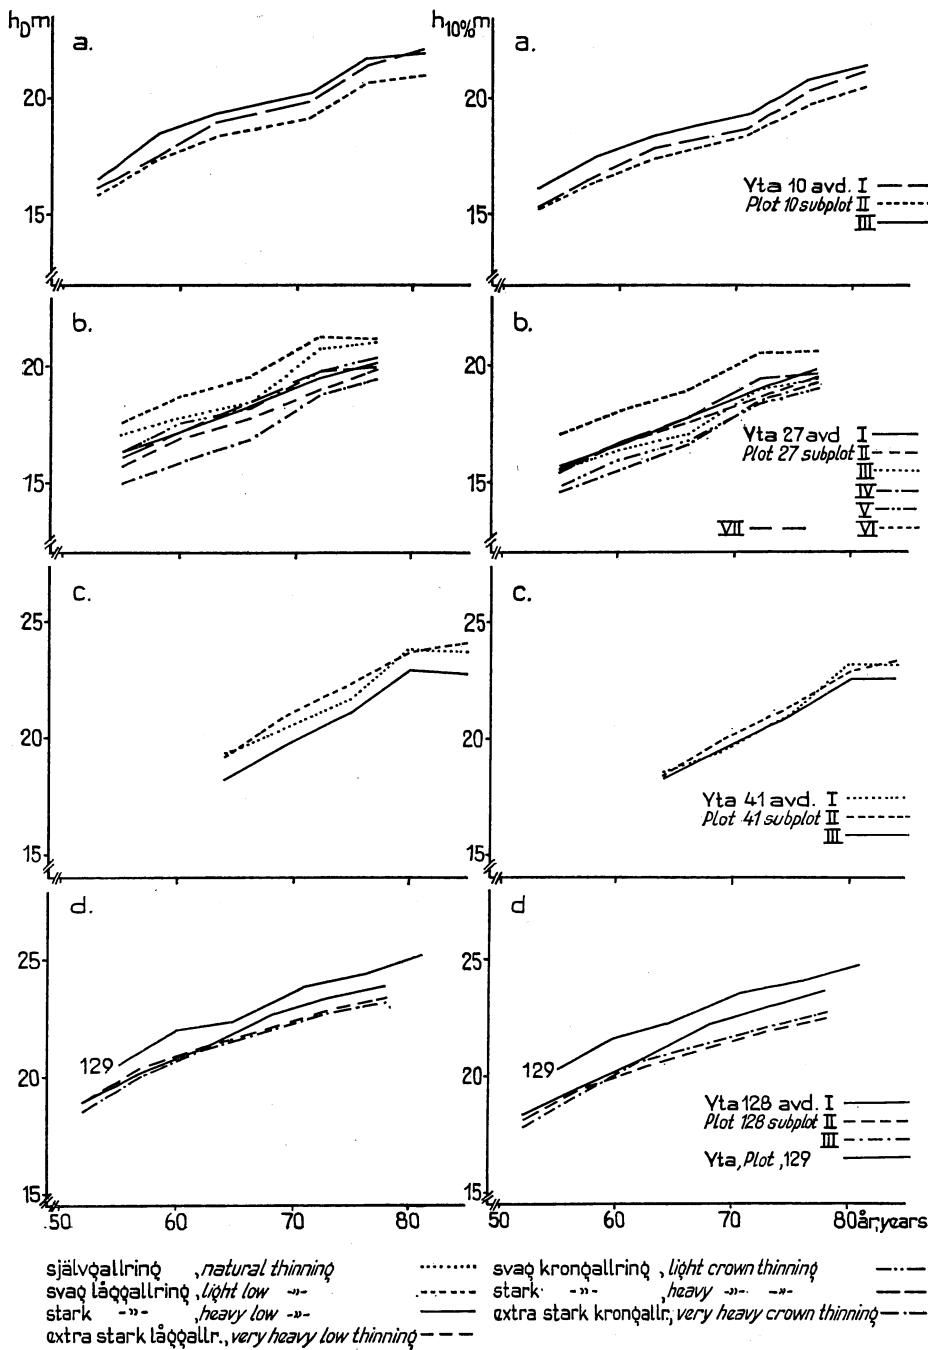 h_D m
h_10% m
a.
20
15
a.
20
15
Yta 10 avd. I
Plot 10 subplot II
III
b.
20
15
b.
20
15
Yta 27 avd I
Plot 27 subplot II
III
IV
V
VII VI
c.
25
20
15
c.
25
20
15
Yta 41 avd. I
Plot 41 subplot II
III
d.
25
20
15
129
50 60 70 80
d
25
20
15
129
Yta 128 avd. I
Plot 128 subplot II
III
Yta, Plot, 129
50 60 70 80 år, years
självgallring, natural thinning
svag låggallring, light low -"-
stark -"-, heavy low -"-
extra stark låggallr., very heavy low thinning
svag krongallring, light crown thinning
stark -"-, heavy -"- -"-
extra stark krongallr., very heavy crown thinning